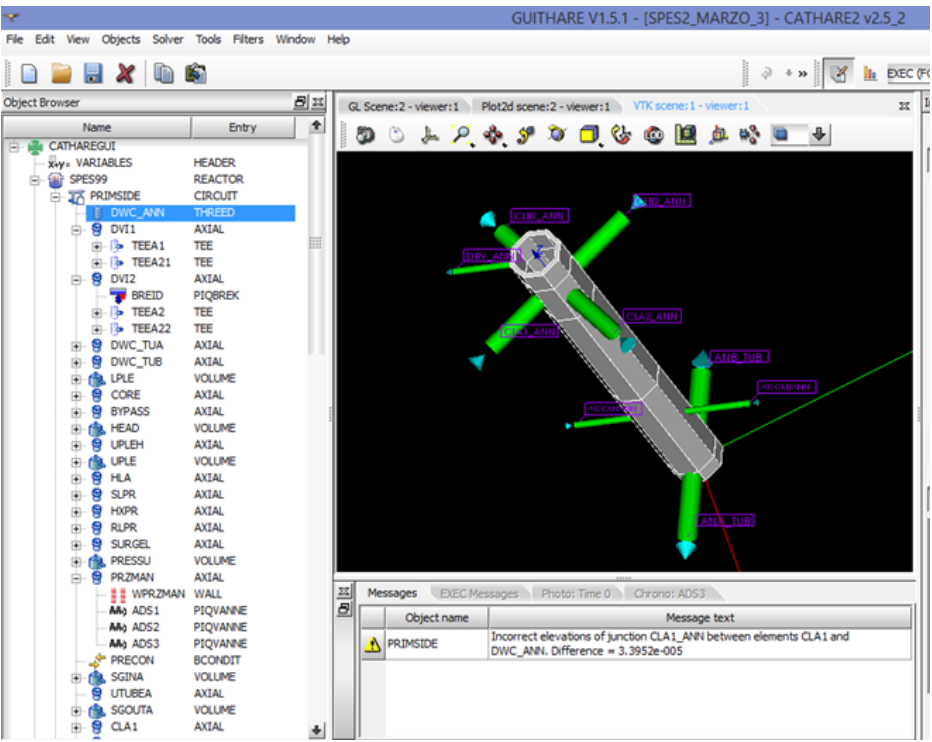 GUITHARE V1.5.1 - [SPES2_MARZO_3] - CATHARE2 v2.5_2
File Edit View Objects Solver Tools Filters Window Help
EXEC (FO
Object Browser
GL Scene:2 - viewer:1 Plot2d scene:2 - viewer:1 VTK scene:1 - viewer:1
Name Entry
CATHAREGUI
x+y= VARIABLES HEADER
SPES99 REACTOR
PRIMSIDE CIRCUIT
DWC_ANN THREED
DVI1 AXIAL
TEEA1 TEE
TEEA21 TEE
DVI2 AXIAL
BREID PIQBREK
TEEA2 TEE
TEEA22 TEE
DWC_TUA AXIAL
DWC_TUB AXIAL
LPLE VOLUME
CORE AXIAL
BYPASS AXIAL
HEAD VOLUME
UPLEH AXIAL
UPLE VOLUME
HLA AXIAL
SLPR AXIAL
HXPR AXIAL
RLPR AXIAL
SURGEL AXIAL
PRESSU VOLUME
PRZMAN AXIAL
WPRZMAN WALL
ADS1 PIQVANNE
ADS2 PIQVANNE
ADS3 PIQVANNE
PRECON BCONDIT
SGINA VOLUME
UTUBEA AXIAL
SGOUTA VOLUME
CLA1 AXIAL
CLB2_ANN
CLB1_ANN
DBY_ANN
CLA2_ANN
CLA1_ANN
ANB_TUB
ANA_TUB
Messages EXEC Messages Photo: Time 0 Chrono: ADS3
Object name Message text
PRIMSIDE
Incorrect elevations of junction CLA1_ANN between elements CLA1 and
DWC_ANN. Difference = 3.3952e-005